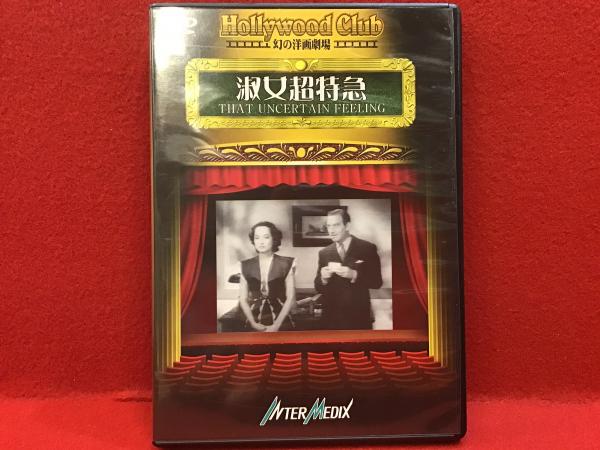 Hollywood Club
幻の洋画劇場
淑女超特急
THAT UNCERTAIN FEELING
INTER MEDIX